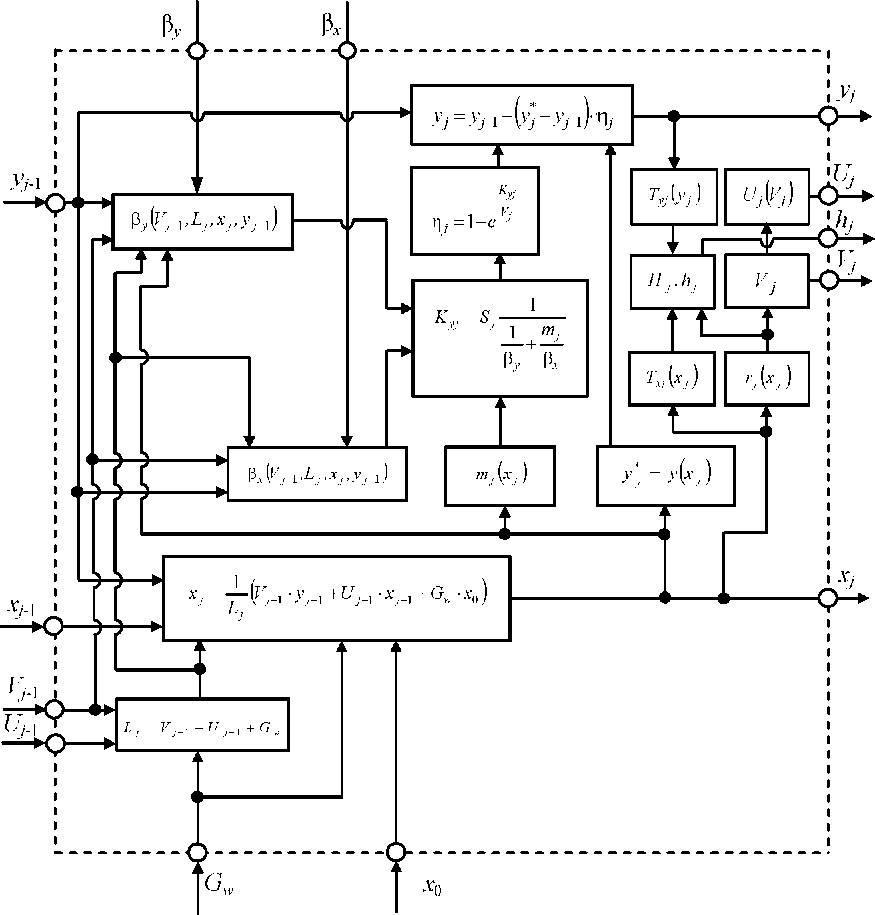 β_y β_x
y_j = y_{j-1} − (y_j^* − y_{j-1}) · η_j
y_j
y_{j-1}
T_{yj}(y_j) U_j(V_j)
U_j
β_y(V_{j-1}, L_j, x_j, y_{j-1})
η_j = 1 − e^{K_{yj}/V_j}
h_j
H_j, h_j V_j
V_j
K_{yj} S_j 1/(1/β_y + m_j/β_x)
T_{xj}(x_j) r_j(x_j)
β_x(V_{j-1}, L_j, x_j, y_{j-1})
m_j(x_j)
y_j^* = y(x_j)
x_j 1/L_j (V_{j-1} · y_{j-1} + U_{j-1} · x_{j-1} · G_w · x_0)
x_j
x_{j-1}
V_{j-1}
U_{j-1}
L_j V_{j-1} − U_{j-1} + G_w
G_w x_0